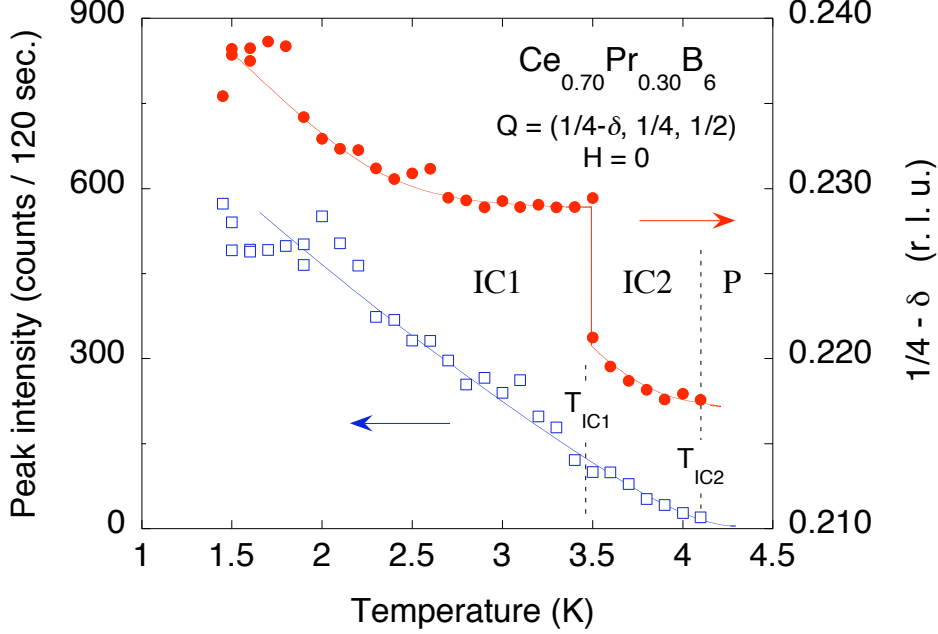 900
600
300
0
Peak intensity (counts / 120 sec.)
0.240
0.230
0.220
0.210
1/4 - δ (r. l. u.)
Ce0.70Pr0.30B6
Q = (1/4-δ, 1/4, 1/2)
H = 0
IC1
IC2
P
TIC1
TIC2
1 1.5 2 2.5 3 3.5 4 4.5
Temperature (K)